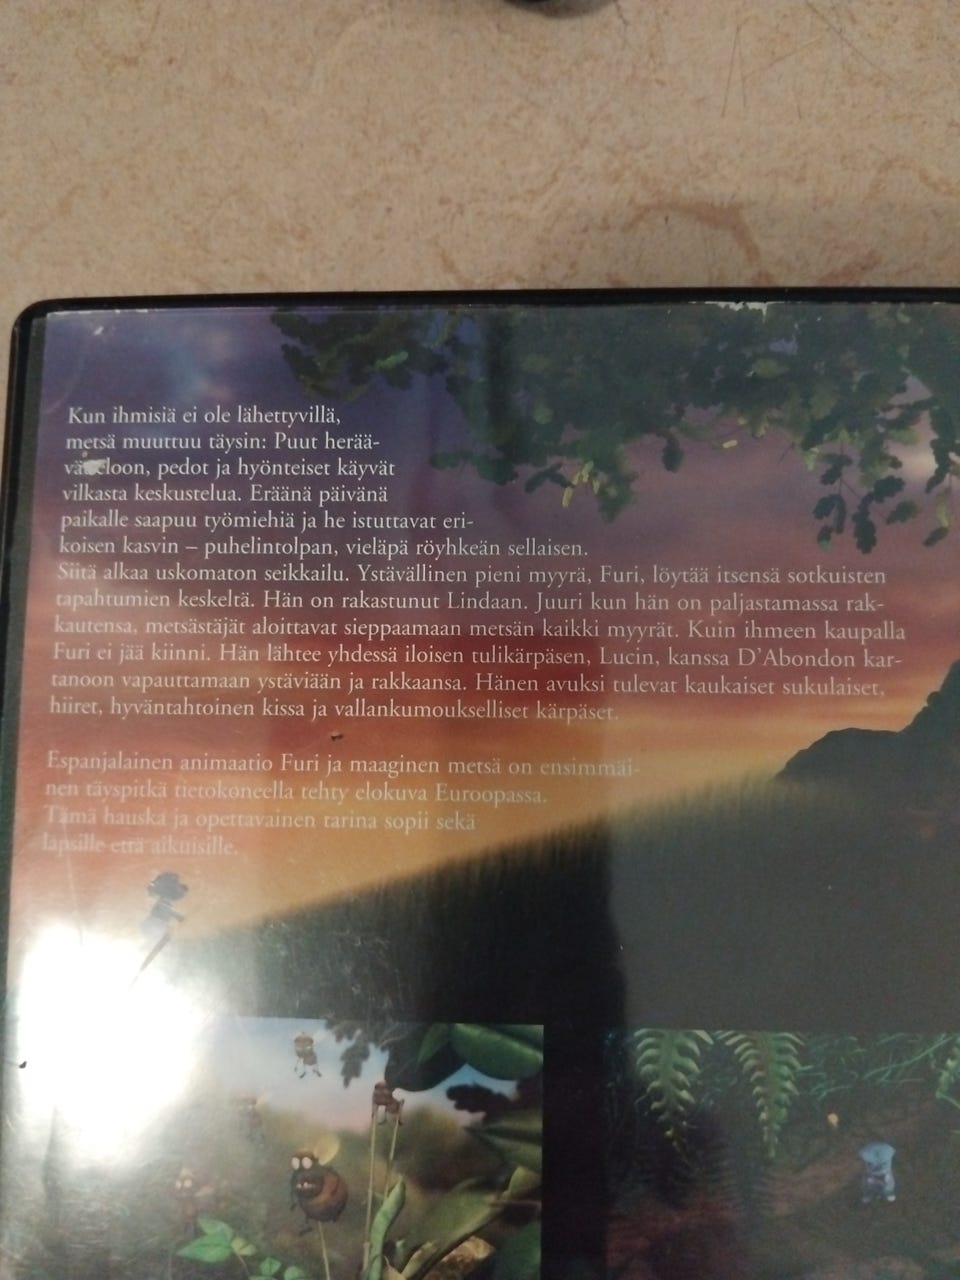 Kun ihmisiä ei ole lähettyvillä,
metsä muuttuu täysin: Puut herää-
eloon, pedot ja hyönteiset käyvät
vilkasta keskustelua. Eräänä päivänä
paikalle saapuu työmiehiä ja he istuttavat eri-
koisen kasvin – puhelintolpan, vieläpä röyhkeän sellaisen.
Siitä alkaa uskomaton seikkailu. Ystävällinen pieni myyrä, Furi, löytää itsensä sotkuisten
tapahtumien keskeltä. Hän on rakastunut Lindaan. Juuri kun hän on paljastamassa rak-
kautensa, metsästäjät aloittavat sieppaamaan metsän kaikki myyrät. Kuin ihmeen kaupalla
Furi ei jää kiinni. Hän lähtee yhdessä iloisen tulikärpäsen, Lucin, kanssa D'Abondon kar-
tanoon vapauttamaan ystäviään ja rakkaansa. Hänen avuksi tulevat kaukaiset sukulaiset,
hiiret, hyväntahtoinen kissa ja vallankumoukselliset kärpäset.
Espanjalainen animaatio Furi ja maaginen metsä on ensimmäi-
nen täyspitkä tietokoneella tehty elokuva Euroopassa.
Tämä hauska ja opettavainen tarina sopii sekä
lapsille että aikuisille.